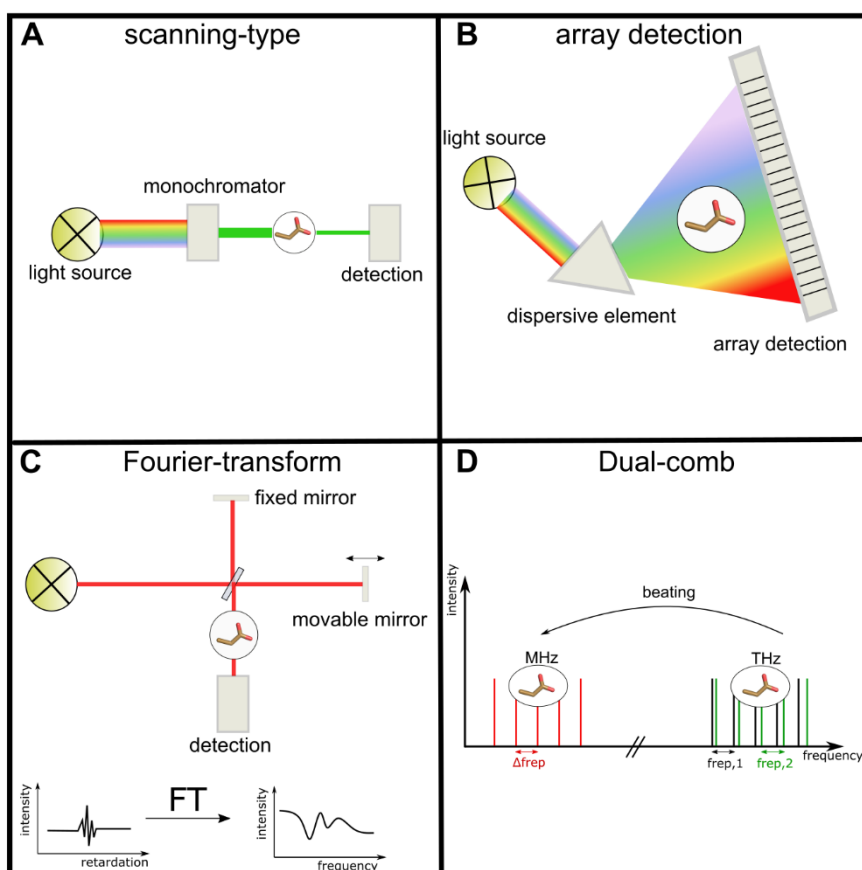 A scanning-type
monochromator
light source
detection
B array detection
light source
dispersive element
array detection
C Fourier-transform
fixed mirror
movable mirror
detection
intensity
retardation
FT
intensity
frequency
D Dual-comb
intensity
beating
MHz
THz
Δfrep
frep,1
frep,2
frequency